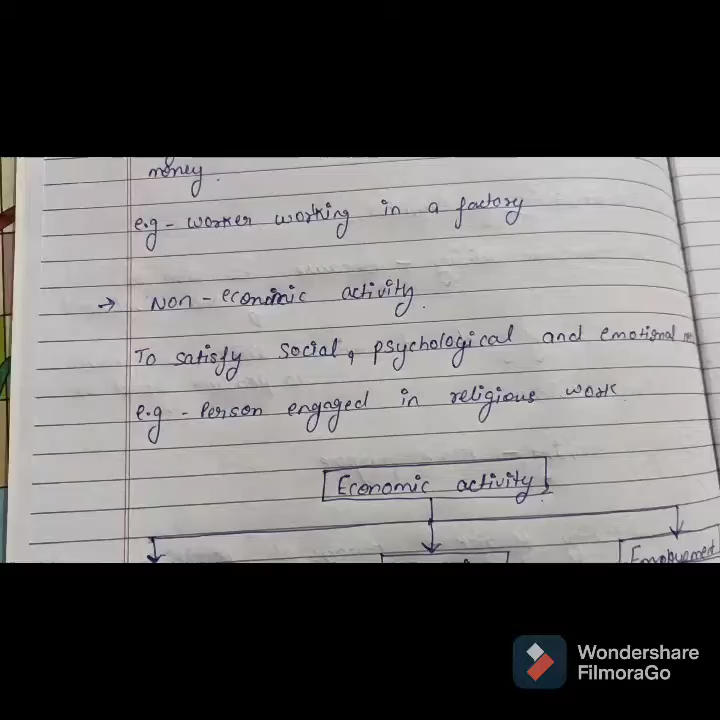 money.
e.g - worker working in a factory
→ Non - economic activity.
To satisfy social, psychological and emotional
e.g - Person engaged in religious work.
Economic activity
Employement
Wondershare
FilmoraGo